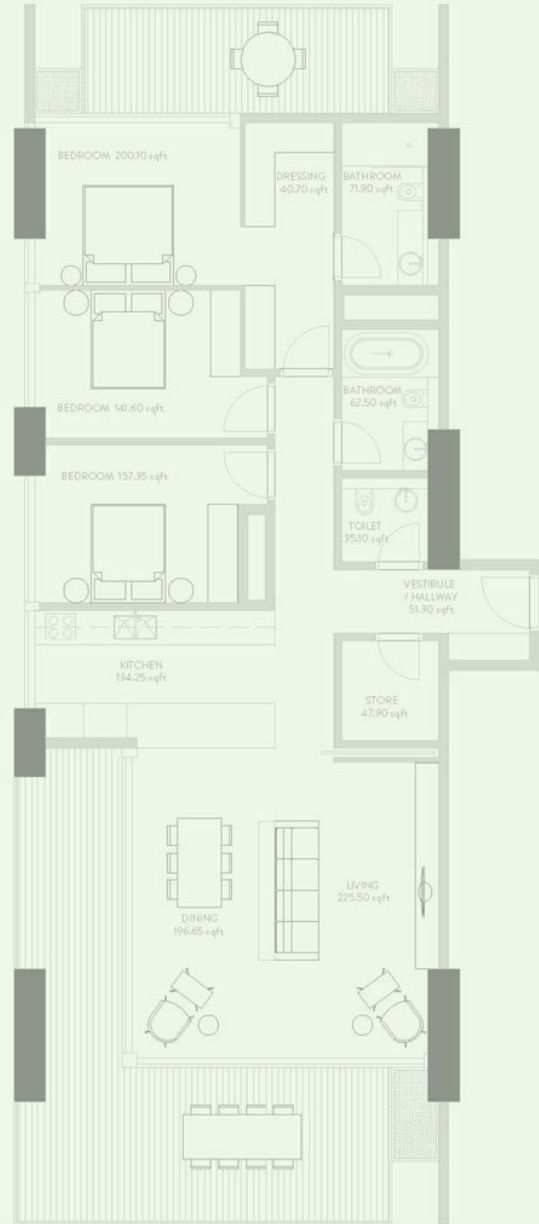 BEDROOM 200.10 sqft
DRESSING
40.70 sqft
BATHROOM
71.90 sqft
BEDROOM 141.60 sqft
BATHROOM
62.50 sqft
BEDROOM 157.35 sqft
TOILET
35.10 sqft
VESTIBULE
/ HALLWAY
51.30 sqft
KITCHEN
134.25 sqft
STORE
47.90 sqft
LIVING
225.50 sqft
DINING
196.65 sqft